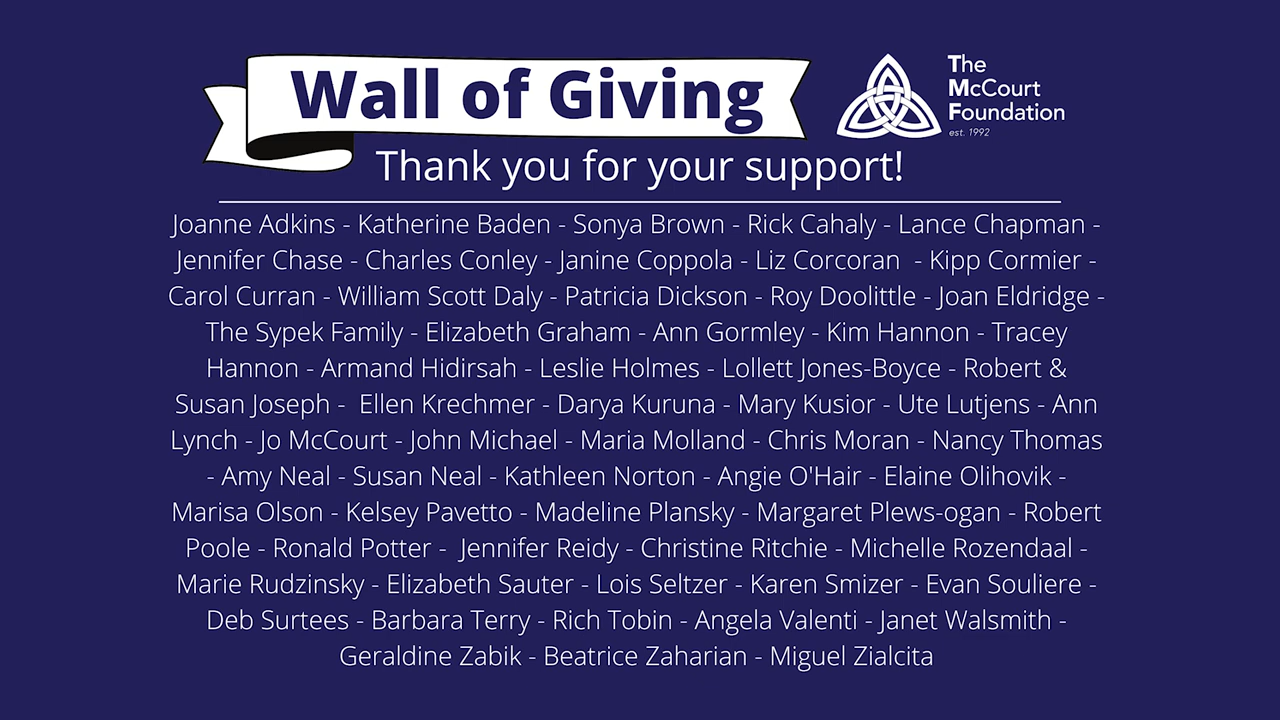 Wall of Giving
The
McCourt
Foundation
est. 1992
Thank you for your support!
Joanne Adkins - Katherine Baden - Sonya Brown - Rick Cahaly - Lance Chapman -
Jennifer Chase - Charles Conley - Janine Coppola - Liz Corcoran  - Kipp Cormier -
Carol Curran - William Scott Daly - Patricia Dickson - Roy Doolittle - Joan Eldridge -
The Sypek Family - Elizabeth Graham - Ann Gormley - Kim Hannon - Tracey
Hannon - Armand Hidirsah - Leslie Holmes - Lollett Jones-Boyce - Robert &
Susan Joseph -  Ellen Krechmer - Darya Kuruna - Mary Kusior - Ute Lutjens - Ann
Lynch - Jo McCourt - John Michael - Maria Molland - Chris Moran - Nancy Thomas
- Amy Neal - Susan Neal - Kathleen Norton - Angie O'Hair - Elaine Olihovik -
Marisa Olson - Kelsey Pavetto - Madeline Plansky - Margaret Plews-ogan - Robert
Poole - Ronald Potter -  Jennifer Reidy - Christine Ritchie - Michelle Rozendaal -
Marie Rudzinsky - Elizabeth Sauter - Lois Seltzer - Karen Smizer - Evan Souliere -
Deb Surtees - Barbara Terry - Rich Tobin - Angela Valenti - Janet Walsmith -
Geraldine Zabik - Beatrice Zaharian - Miguel Zialcita